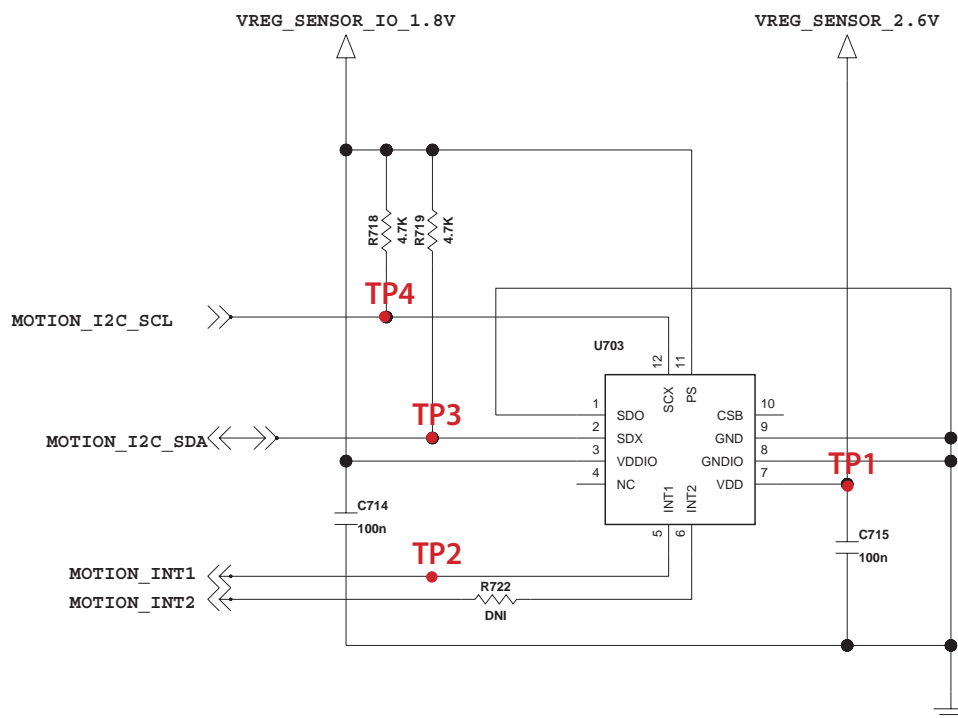 VREG_SENSOR_IO_1.8V
VREG_SENSOR_2.6V
R718
4.7K
R719
4.7K
TP4
MOTION_I2C_SCL
U703
12
11
SCX
PS
1
SDO
CSB
10
TP3
MOTION_I2C_SDA
2
SDX
GND
9
3
VDDIO
GNDIO
8
TP1
4
NC
VDD
7
INT1
INT2
5
6
C714
100n
C715
100n
TP2
MOTION_INT1
R722
MOTION_INT2
DNI